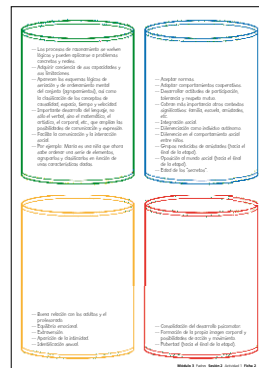 — Los procesos de razonamiento se vuelven
lógicos y pueden aplicarse a problemas
concretos y reales.
— Adquirir conciencia de sus capacidades y
sus limitaciones.
— Aparecen los esquemas lógicos de
seriación y de ordenamiento mental
del conjunto (agrupamientos), así como
la clasificación de los conceptos de
casualidad, espacio, tiempo y velocidad.
— Importante desarrollo del lenguaje, no
sólo el verbal, sino el matemático, el
artístico, el corporal, etc., que amplían las
posibilidades de comunicación y expresión.
— Facilita la comunicación y la interacción
social.
— Por ejemplo: María es una niña que ahora
sabe ordenar una serie de elementos,
agruparlos y clasificarlos en función de
unas características dadas.
— Aceptar normas.
— Adoptar comportamientos cooperativos.
— Desarrollar actitudes de participación,
tolerancia y respeto mutuo.
— Cobran más importancia otros contextos
significativos: familia, escuela, amistades,
etc.
— Integración social.
— Diferenciación como individuo autónomo.
— Diferencia en el comportamiento social
entre niños.
— Grupos reducidos de amistades (hacia el
final de la etapa).
— Oposición al mundo social (hacia el final
de la etapa).
— Edad de los "secretos".
— Buena relación con los adultos y el
profesorado.
— Equilibrio emocional.
— Extraversión.
— Aparición de la intimidad.
— Identificación sexual.
— Consolidación del desarrollo psicomotor.
— Formación de la propia imagen corporal y
posibilidades de acción y movimiento.
— Pubertad (hacia el final de la etapa).
Módulo 3 Fichas Sesión 2 Actividad 1 Ficha 2